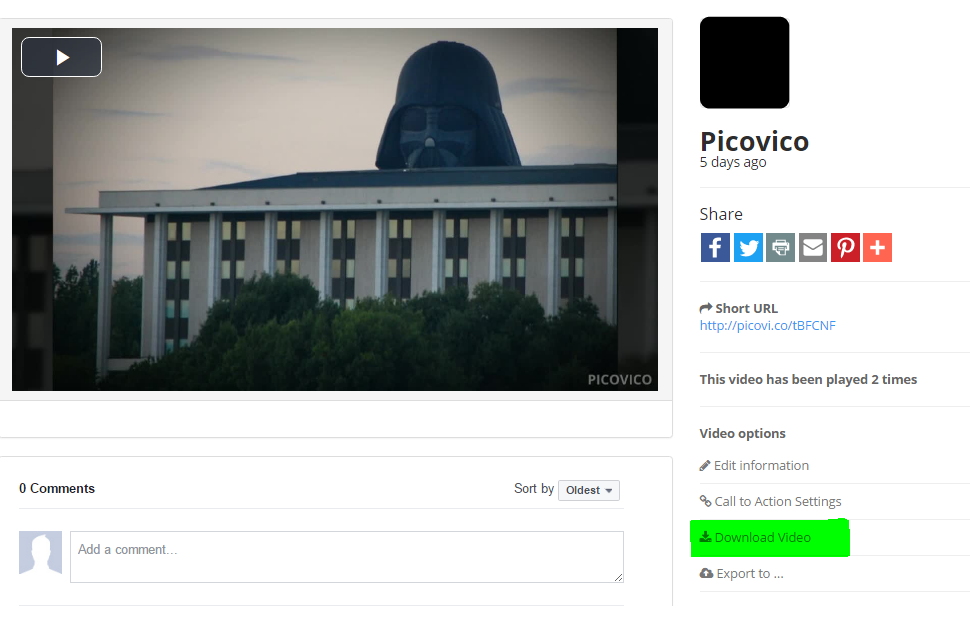 PICOVICO
0 Comments
Sort by Oldest
Add a comment...
Picovico
5 days ago
Share
Short URL
http://picovi.co/tBFCNF
This video has been played 2 times
Video options
Edit information
Call to Action Settings
Download Video
Export to ...